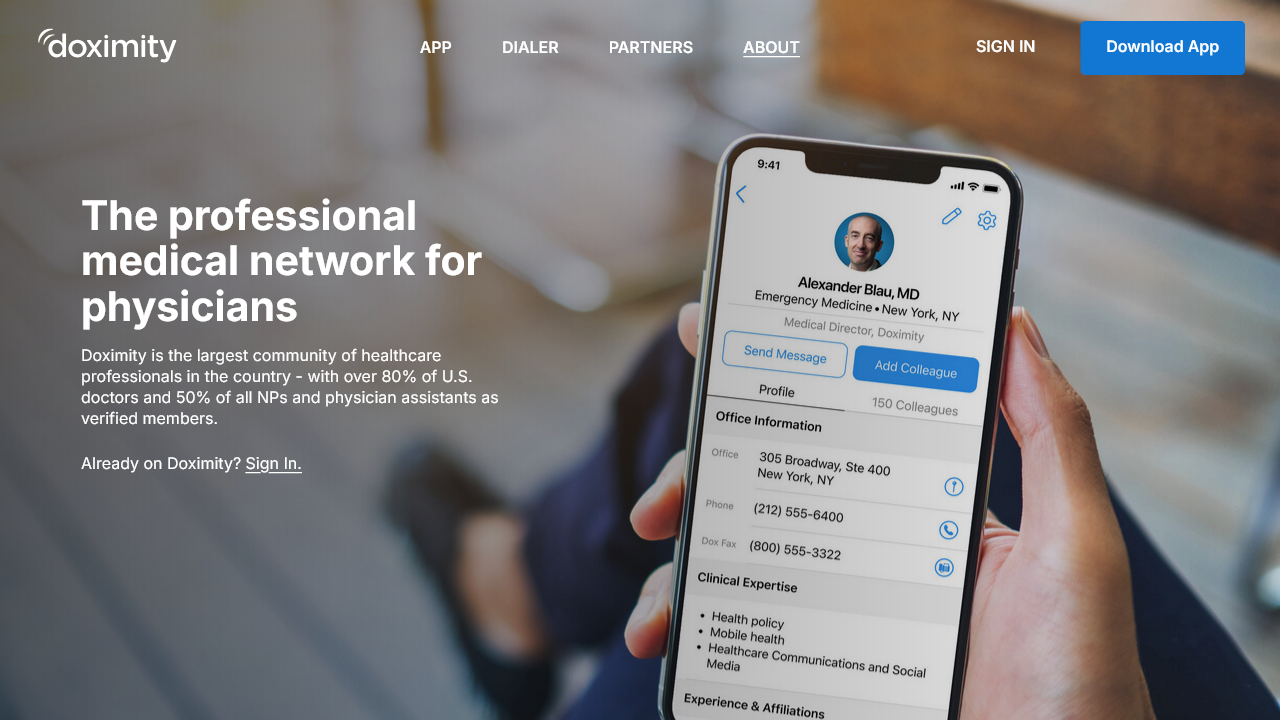 doximity
APP
DIALER
PARTNERS
ABOUT
SIGN IN
Download App
The professional
medical network for
physicians
Doximity is the largest community of healthcare
professionals in the country - with over 80% of U.S.
doctors and 50% of all NPs and physician assistants as
verified members.
Already on Doximity? Sign In.
9:41
Alexander Blau, MD
Emergency Medicine • New York, NY
Medical Director, Doximity
Send Message
Add Colleague
Profile
150 Colleagues
Office Information
Office
305 Broadway, Ste 400
New York, NY
Phone
(212) 555-6400
Dox Fax
(800) 555-3322
Clinical Expertise
• Health policy
• Mobile health
• Healthcare Communications and Social
Media
Experience & Affiliations